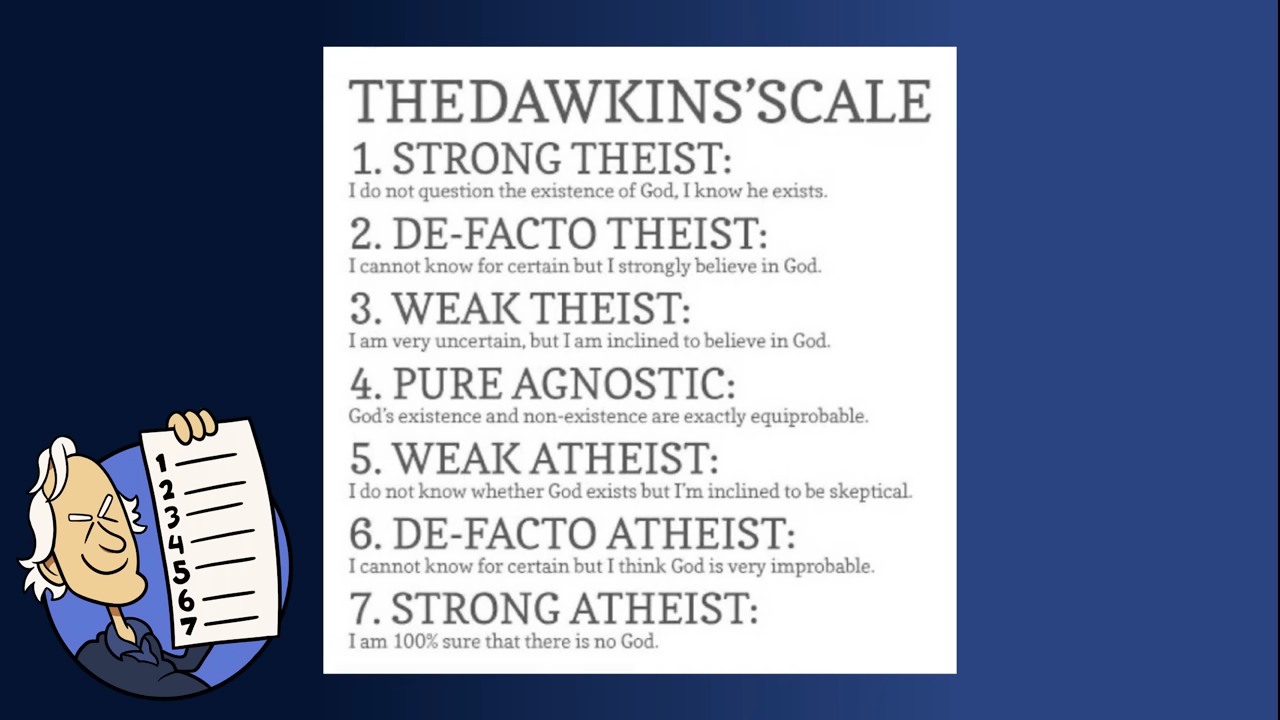 THE DAWKINS' SCALE
1. STRONG THEIST:
I do not question the existence of God, I know he exists.
2. DE-FACTO THEIST:
I cannot know for certain but I strongly believe in God.
3. WEAK THEIST:
I am very uncertain, but I am inclined to believe in God.
4. PURE AGNOSTIC:
God's existence and non-existence are exactly equiprobable.
5. WEAK ATHEIST:
I do not know whether God exists but I'm inclined to be skeptical.
6. DE-FACTO ATHEIST:
I cannot know for certain but I think God is very improbable.
7. STRONG ATHEIST:
I am 100% sure that there is no God.
1
2
3
4
5
6
7